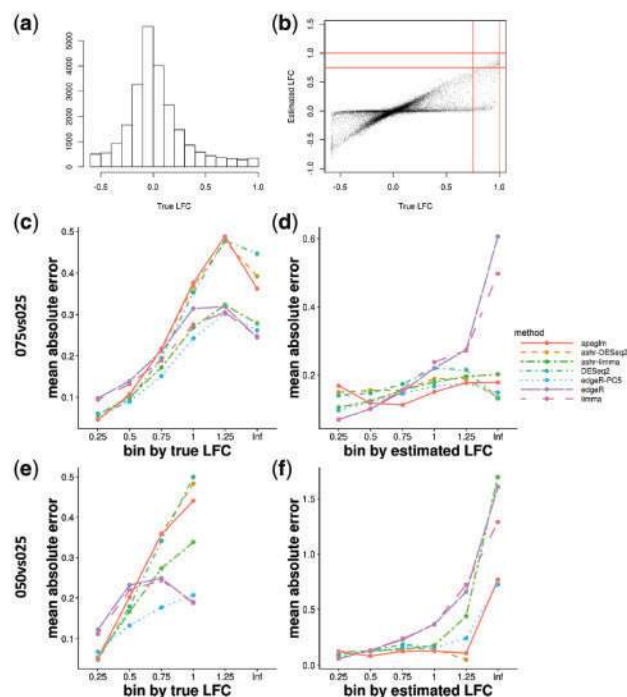 (a)
5000
4000
3000
1000
0
-0.5
0.0
0.5
1.0
True LFC
(b)
Estimated LFC
1.5
1.0
0.5
0.0
-1.0
-0.5
0.0
0.5
1.0
True LFC
(c)
075vs025
mean absolute error
0.5
0.4
0.3
0.2
0.1
0.25 0.5 0.75 1 1.25 Inf
bin by true LFC
(d)
mean absolute error
0.6
0.4
0.2
0.25 0.5 0.75 1 1.25 Inf
bin by estimated LFC
method
apeglm
ashr-DESeq2
ashr-limma
DESeq2
edgeR-PC5
edgeR
limma
(e)
050vs025
mean absolute error
0.5
0.4
0.3
0.2
0.1
0.25 0.5 0.75 1 1.25 Inf
bin by true LFC
(f)
mean absolute error
1.5
1.0
0.5
0.0
0.25 0.5 0.75 1 1.25 Inf
bin by estimated LFC